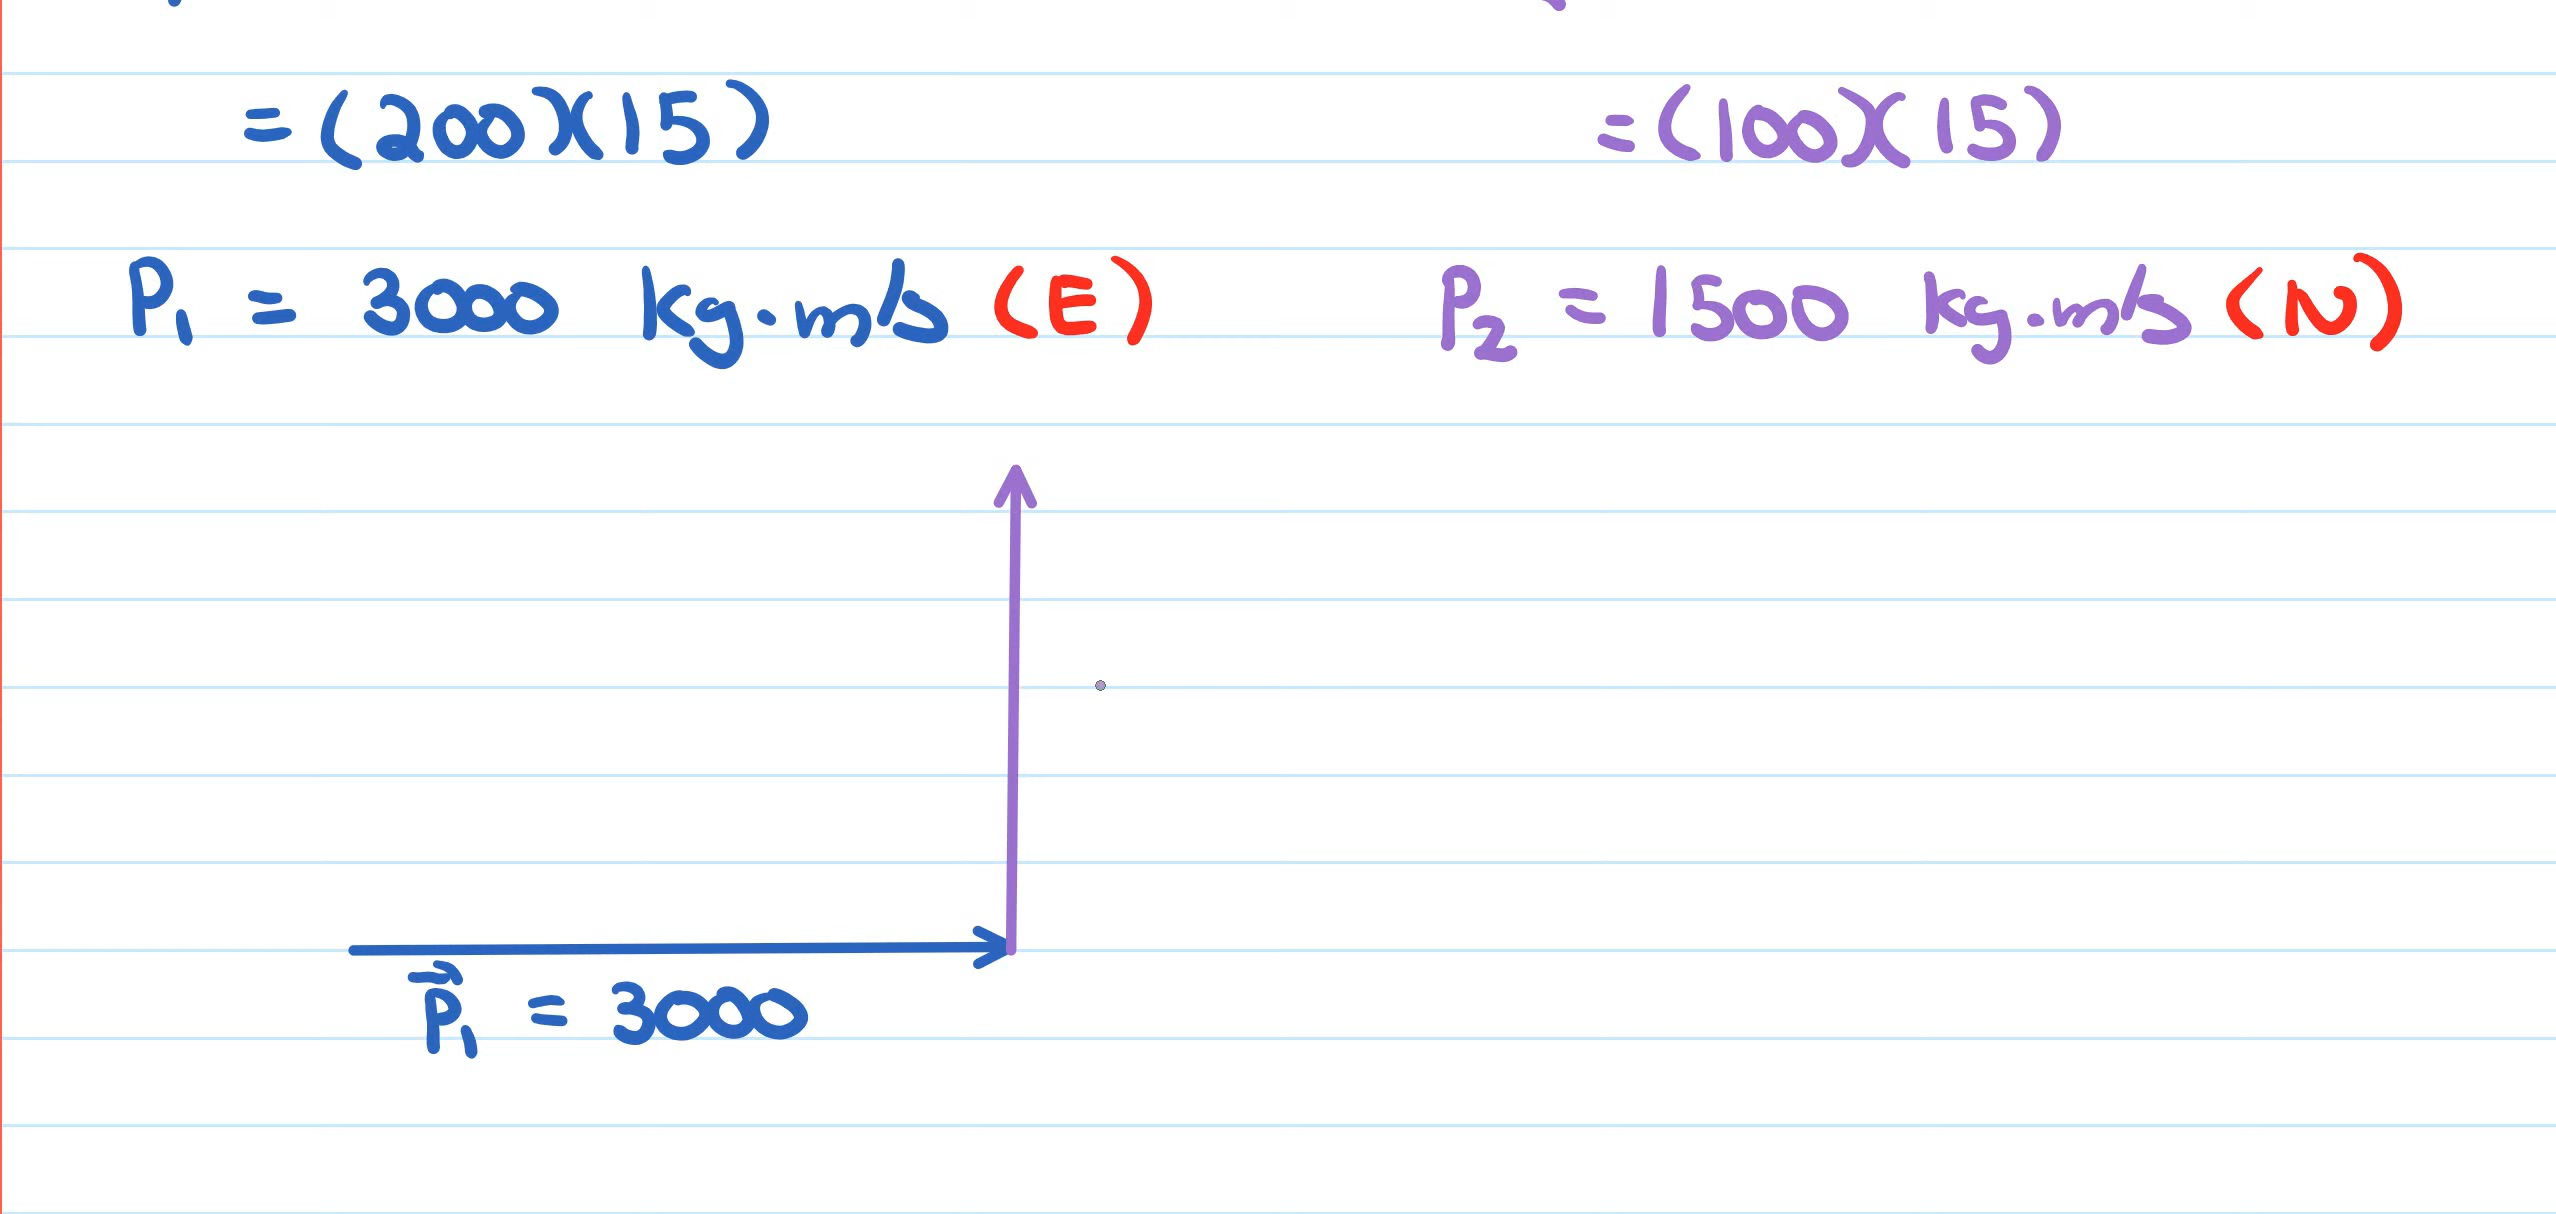 = (200)(15)
= (100)(15)
P₁ = 3000 kg·m/s (E)
P₂ = 1500 kg·m/s (N)
P⃗₁ = 3000